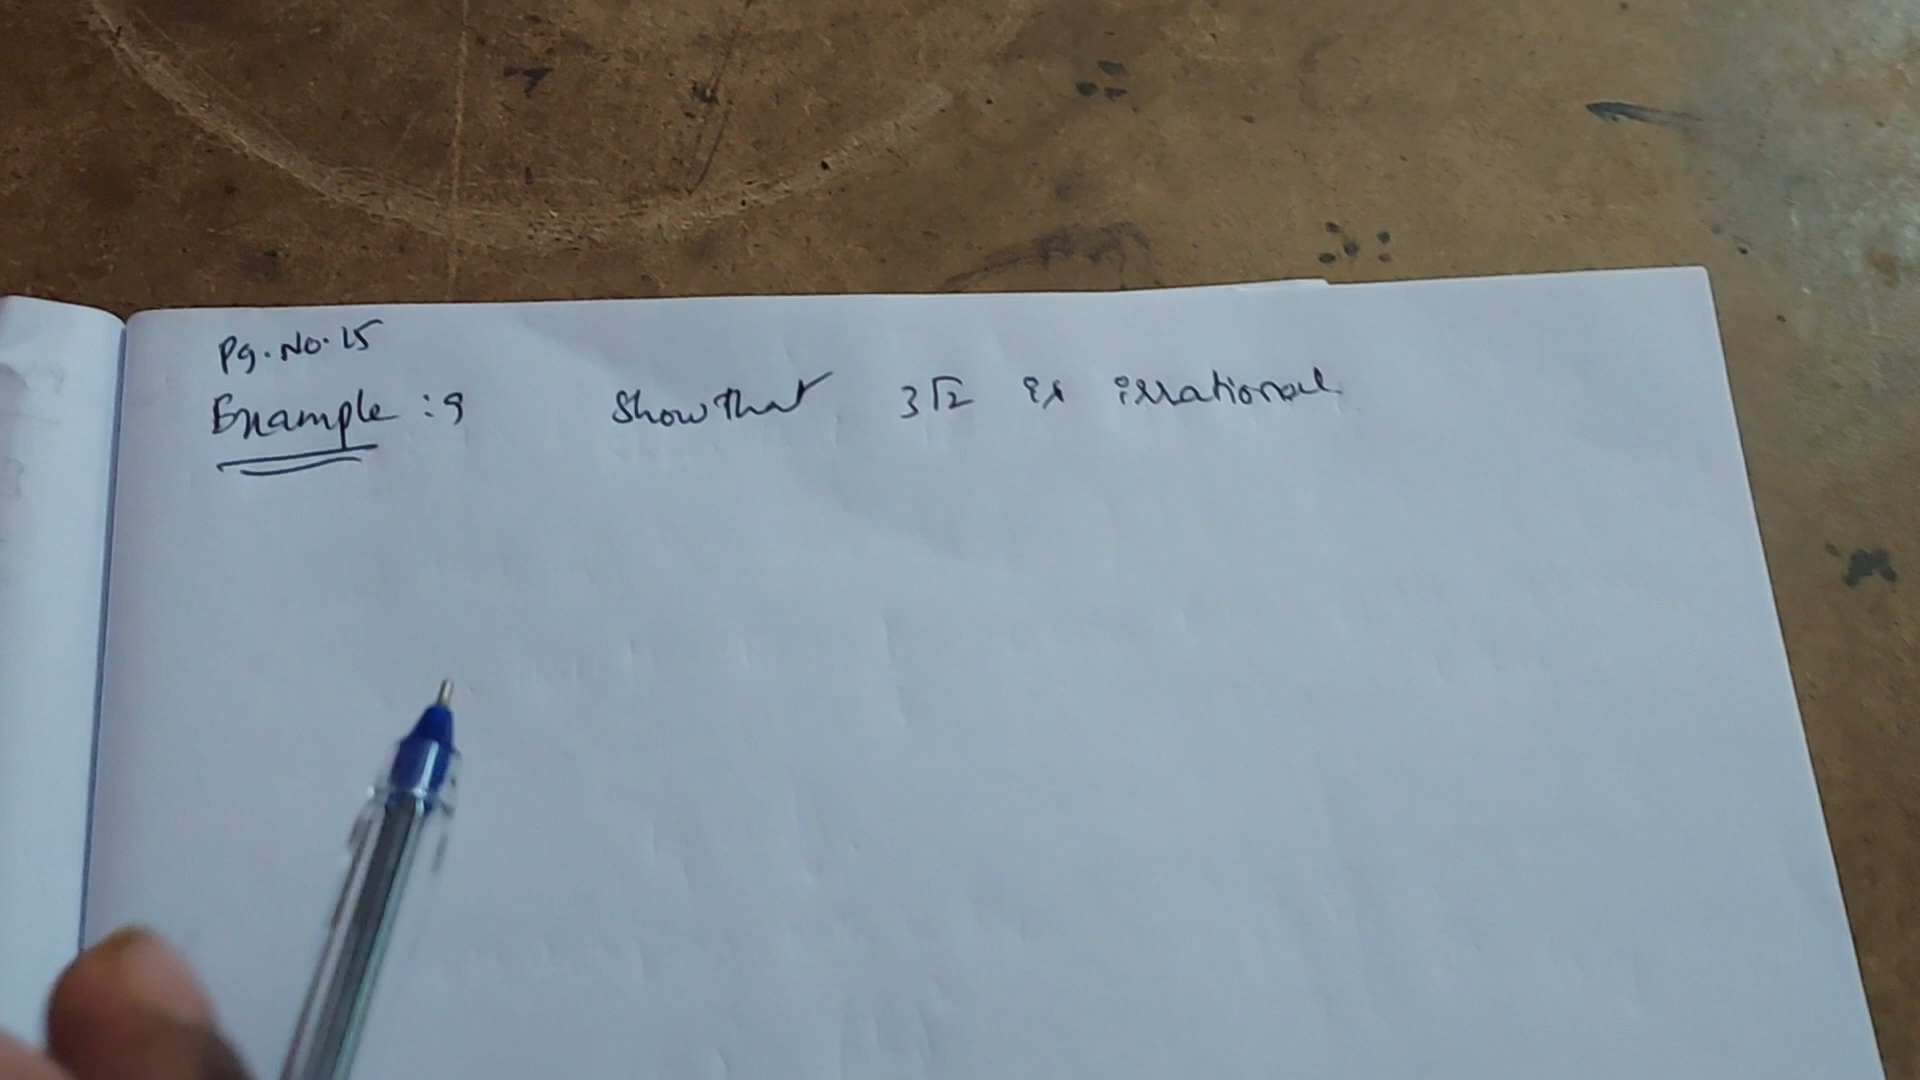 Pg. No. 15
Example : 9 Show that 3√2 is irrational.